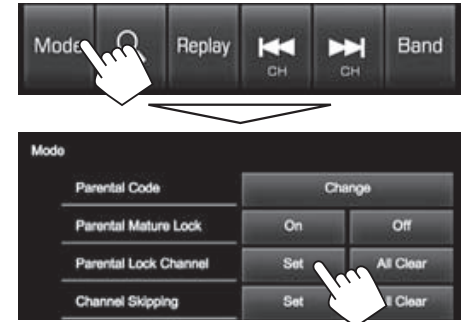 Mode Replay Band
CH CH
Mode
Parental Code Change
Parental Mature Lock On Off
Parental Lock Channel Set All Clear
Channel Skipping Set Clear